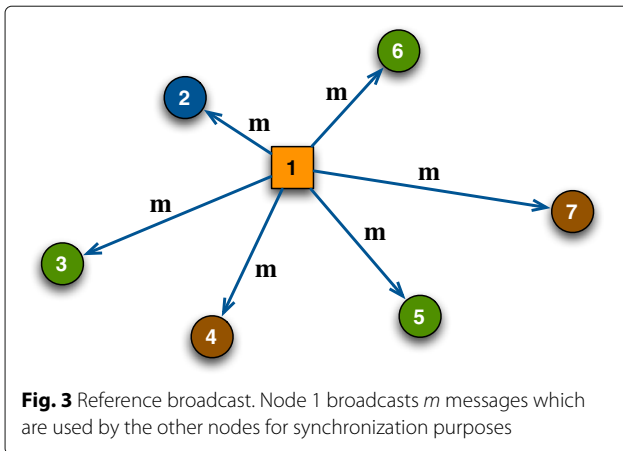 6
2
m
m
1
m
m
7
m
3
m
5
4
Fig. 3 Reference broadcast. Node 1 broadcasts m messages which
are used by the other nodes for synchronization purposes